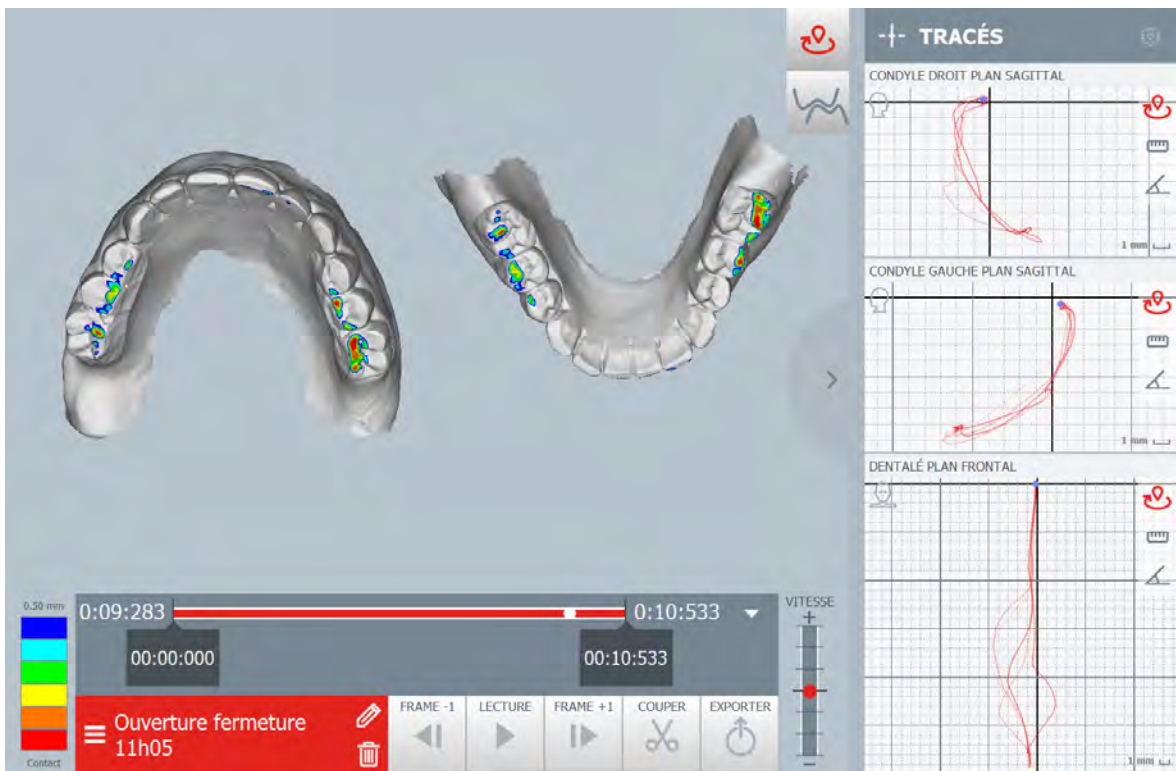 TRACÉS
CONDYLE DROIT PLAN SAGITTAL
1 mm
CONDYLE GAUCHE PLAN SAGITTAL
1 mm
DENTALÉ PLAN FRONTAL
1 mm
0.50 mm
Contact
0:09:283
0:10:533
00:00:000
00:10:533
VITESSE
+
−
Ouverture fermeture
11h05
FRAME -1
LECTURE
FRAME +1
COUPER
EXPORTER